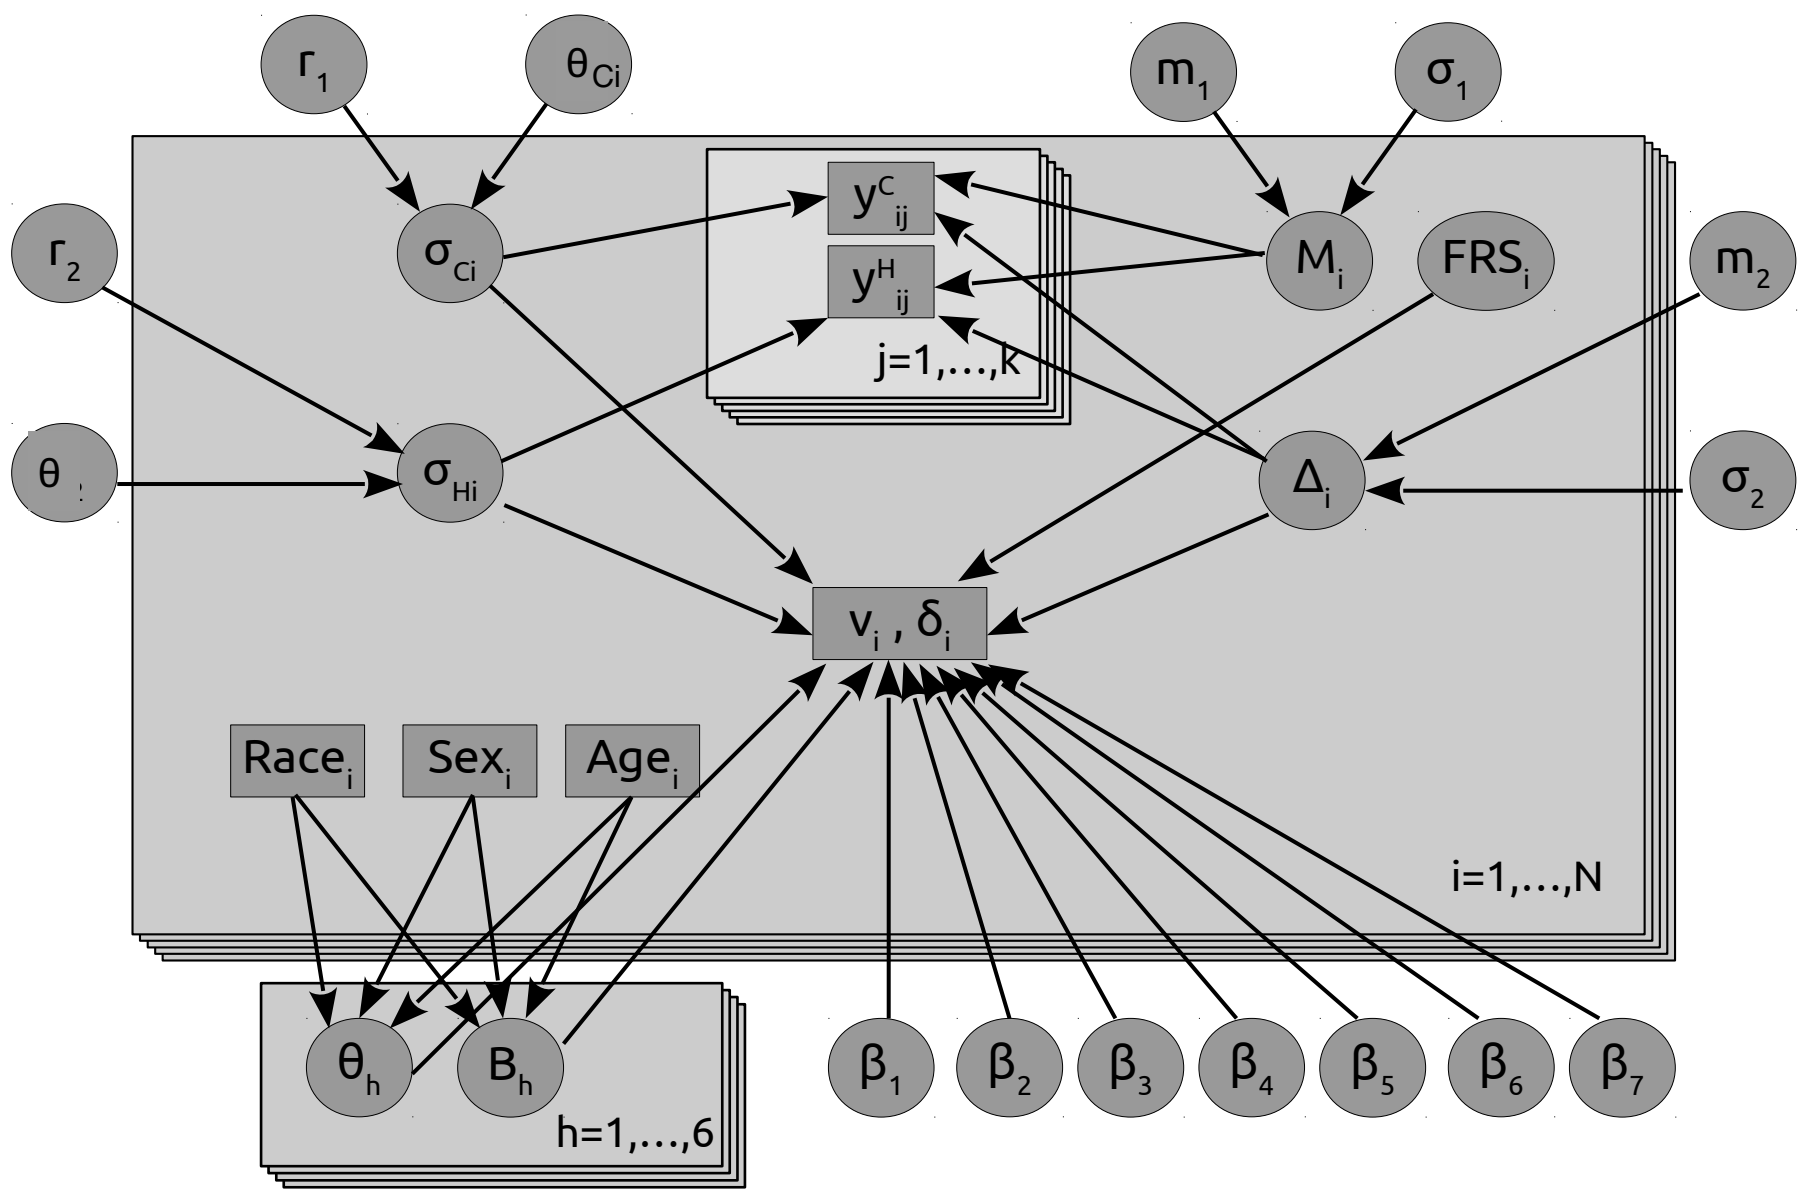 r1
θCi
m1
σ1
r2
σCi
yCij
Mi
FRSi
m2
yHij
j=1,...,k
θ
σHi
Δi
σ2
νi , δi
Racei
Sexi
Agei
i=1,...,N
θh
Bh
β1
β2
β3
β4
β5
β6
β7
h=1,...,6